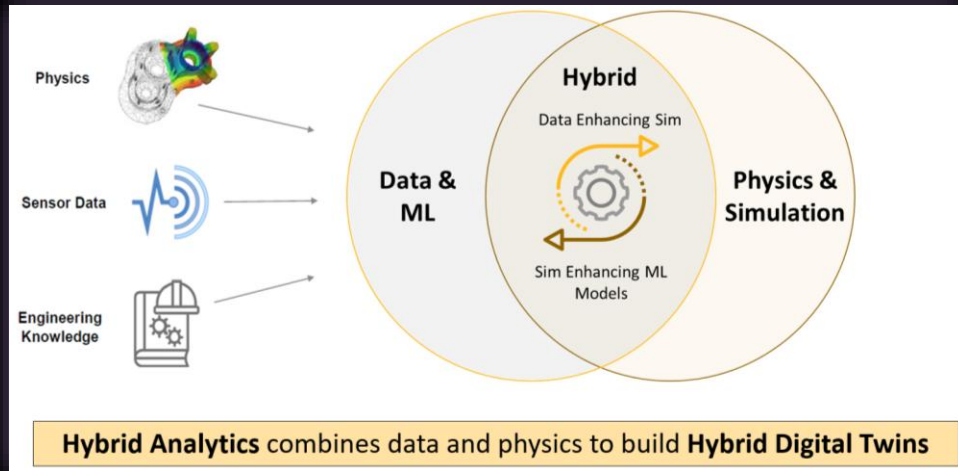 Physics
Sensor Data
Engineering
Knowledge
Data &
ML
Hybrid
Data Enhancing Sim
Sim Enhancing ML
Models
Physics &
Simulation
Hybrid Analytics combines data and physics to build Hybrid Digital Twins